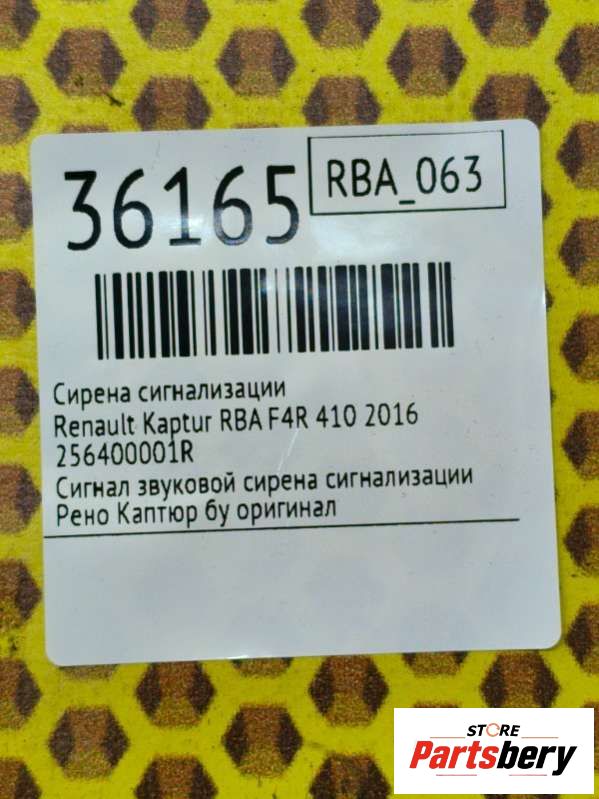 36165
RBA_063
Сирена сигнализации
Renault Kaptur RBA F4R 410 2016
256400001R
Сигнал звуковой сирена сигнализации
Рено Каптюр бу оригинал
STORE
Partsbery